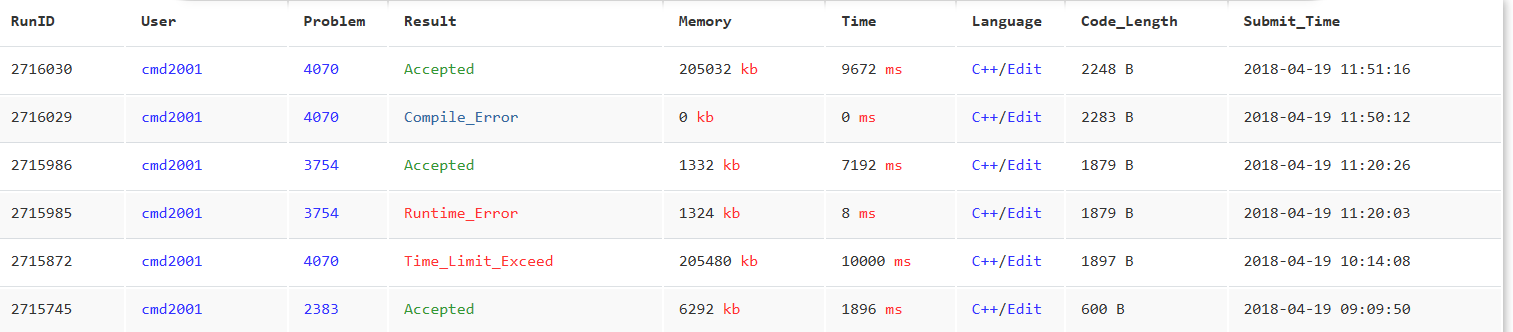 RunID User Problem Result Memory Time Language Code_Length Submit_Time
2716030 cmd2001 4070 Accepted 205032 kb 9672 ms C++/Edit 2248 B 2018-04-19 11:51:16
2716029 cmd2001 4070 Compile_Error 0 kb 0 ms C++/Edit 2283 B 2018-04-19 11:50:12
2715986 cmd2001 3754 Accepted 1332 kb 7192 ms C++/Edit 1879 B 2018-04-19 11:20:26
2715985 cmd2001 3754 Runtime_Error 1324 kb 8 ms C++/Edit 1879 B 2018-04-19 11:20:03
2715872 cmd2001 4070 Time_Limit_Exceed 205480 kb 10000 ms C++/Edit 1897 B 2018-04-19 10:14:08
2715745 cmd2001 2383 Accepted 6292 kb 1896 ms C++/Edit 600 B 2018-04-19 09:09:50